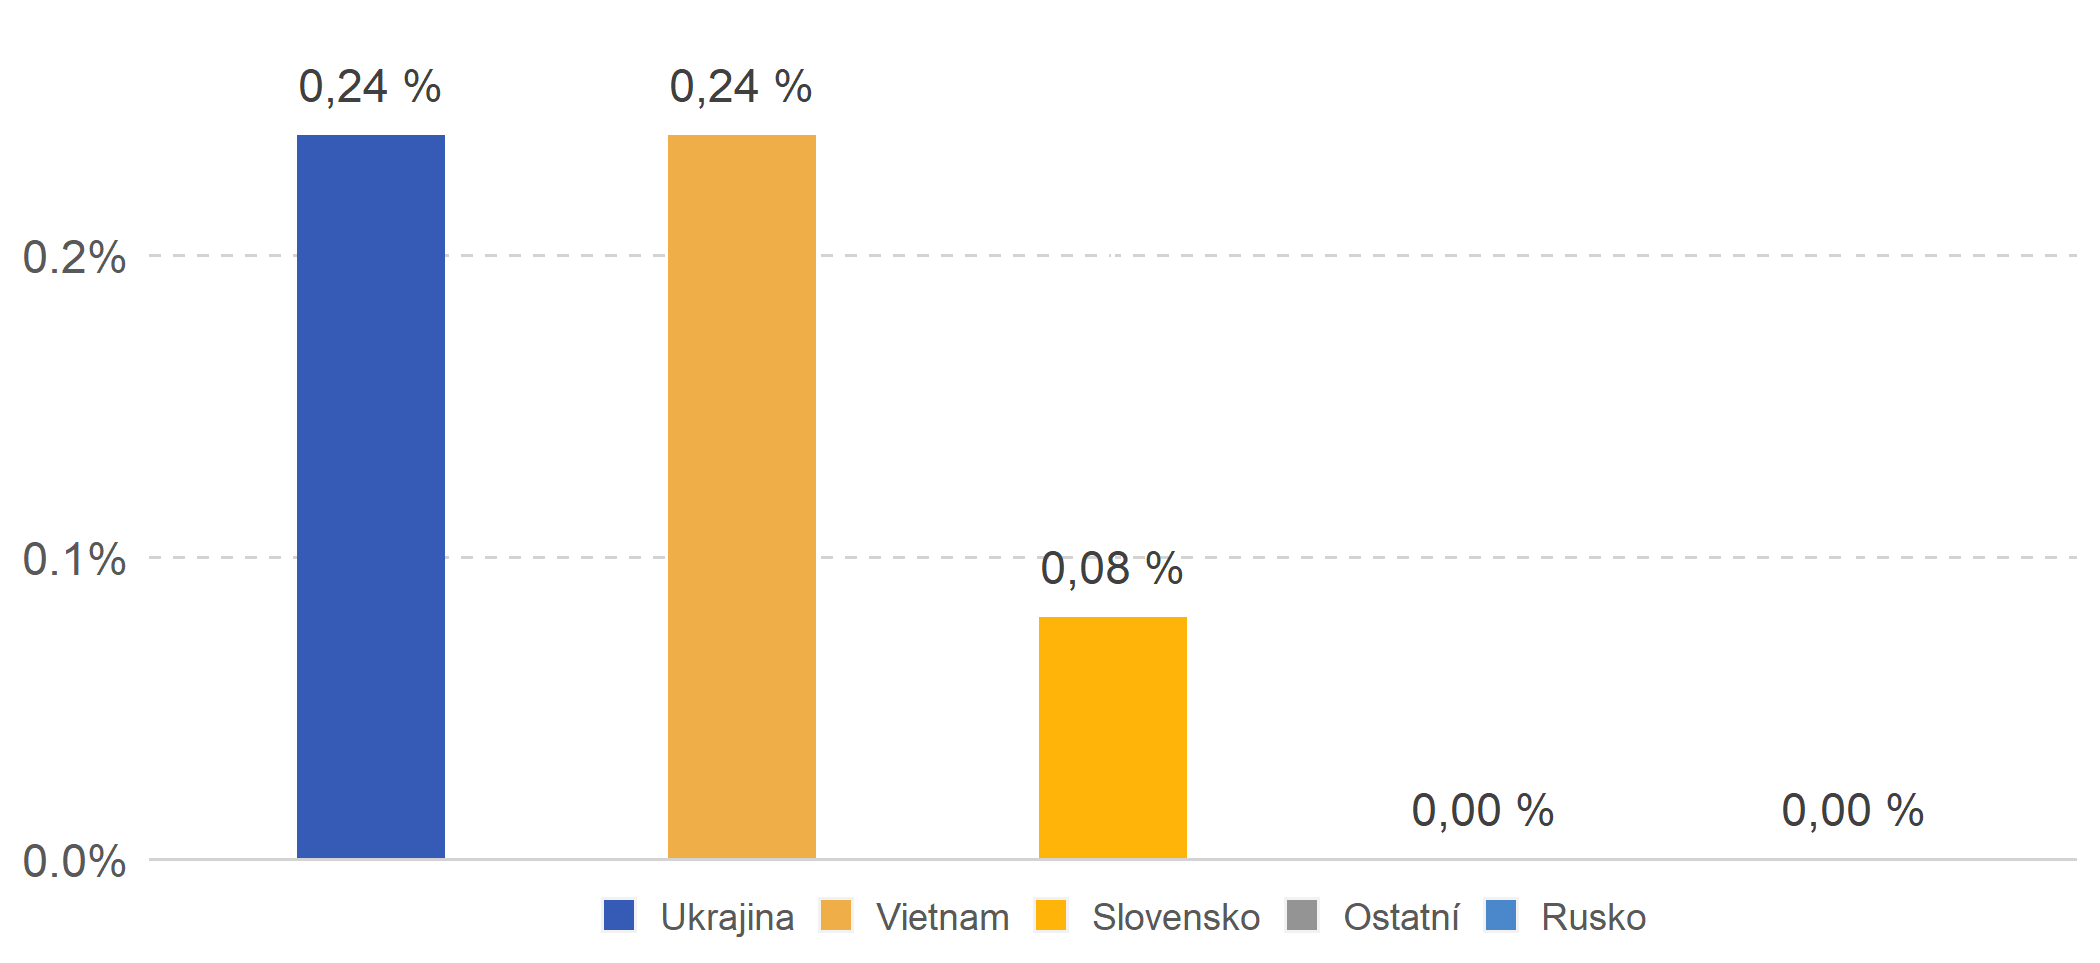 0,24 %
0,24 %
0.2%
0.1%
0,08 %
0,00 %
0,00 %
0.0%
Ukrajina
Vietnam
Slovensko
Ostatní
Rusko